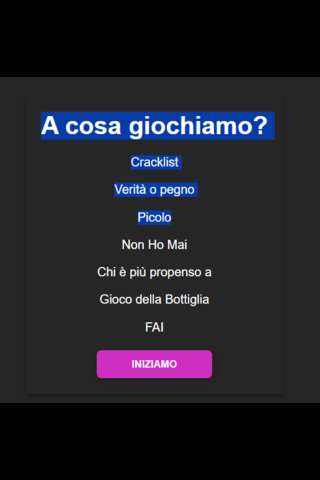 A cosa giochiamo?
Cracklist
Verità o pegno
Picolo
Non Ho Mai
Chi è più propenso a
Gioco della Bottiglia
FAI
INIZIAMO